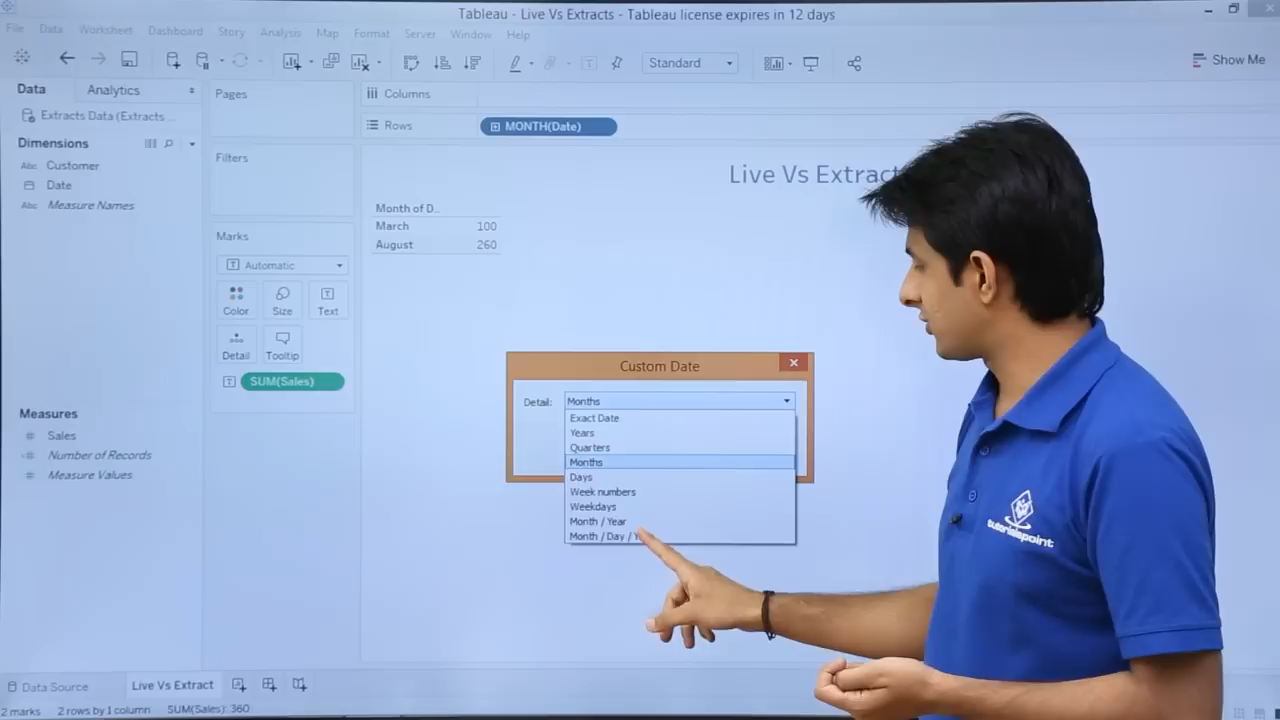 Tableau - Live Vs Extracts - Tableau license expires in 12 days
File Data Worksheet Dashboard Story Analysis Map Format Server Window Help
Standard
Show Me
Data Analytics
Pages
Columns
Extracts Data (Extracts ...
Rows
MONTH(Date)
Dimensions
Filters
Customer
Date
Measure Names
Live Vs Extract
Month of D..
March 100
August 260
Marks
Automatic
Color Size Text
Detail Tooltip
SUM(Sales)
Custom Date
Detail: Months
Exact Date
Years
Quarters
Months
Days
Week numbers
Weekdays
Month / Year
Month / Day / Y
Measures
Sales
Number of Records
Measure Values
tutorialspoint
Data Source Live Vs Extract
2 marks 2 rows by 1 column SUM(Sales): 360